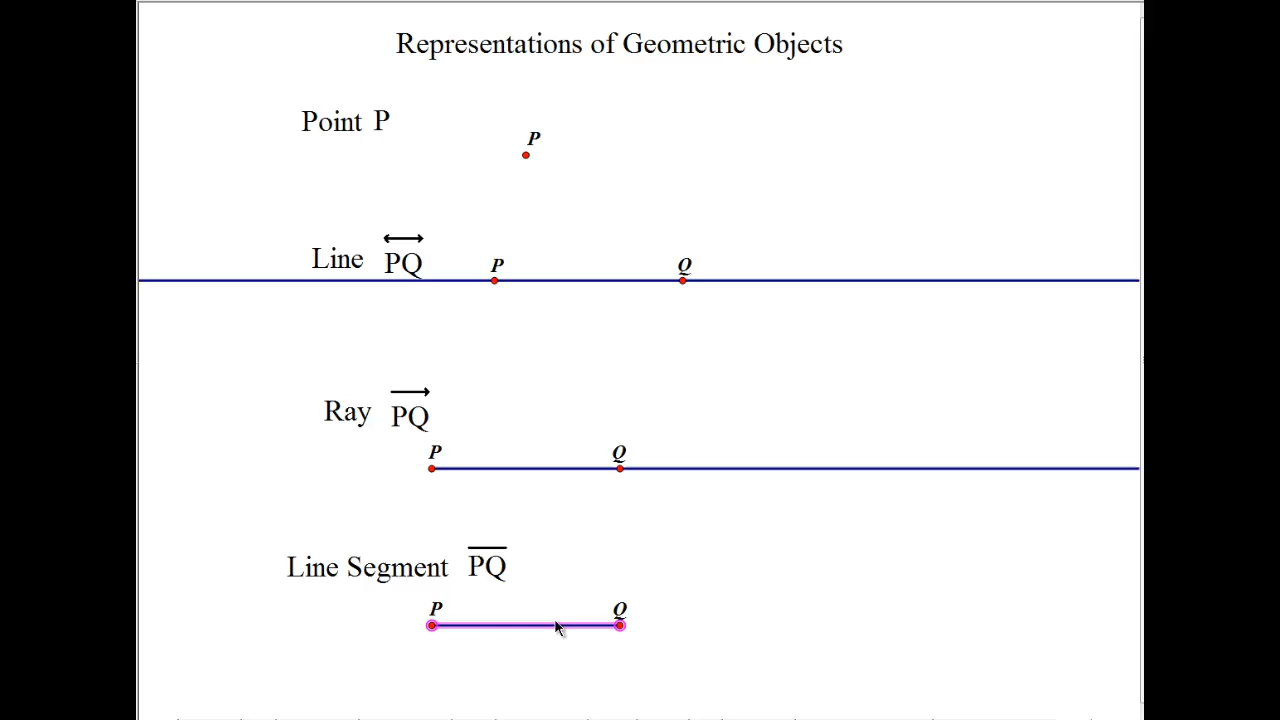 Representations of Geometric Objects
Point P
P
Line PQ
P Q
Ray PQ
P Q
Line Segment PQ
P Q